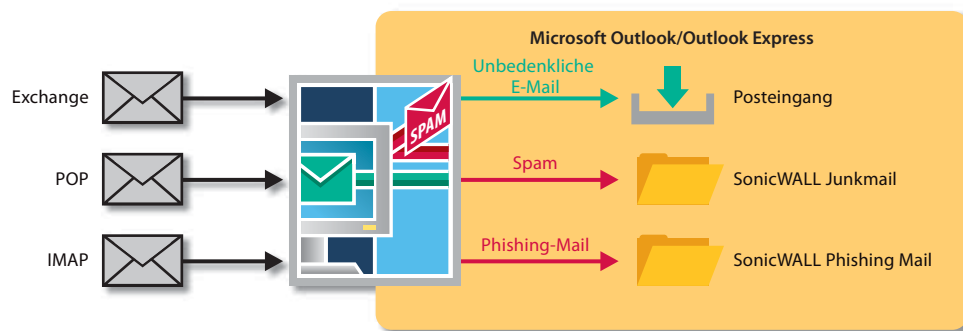 Microsoft Outlook/Outlook Express
Exchange
Unbedenkliche
E-Mail
Posteingang
SPAM
POP
Spam
SonicWALL Junkmail
IMAP
Phishing-Mail
SonicWALL Phishing Mail